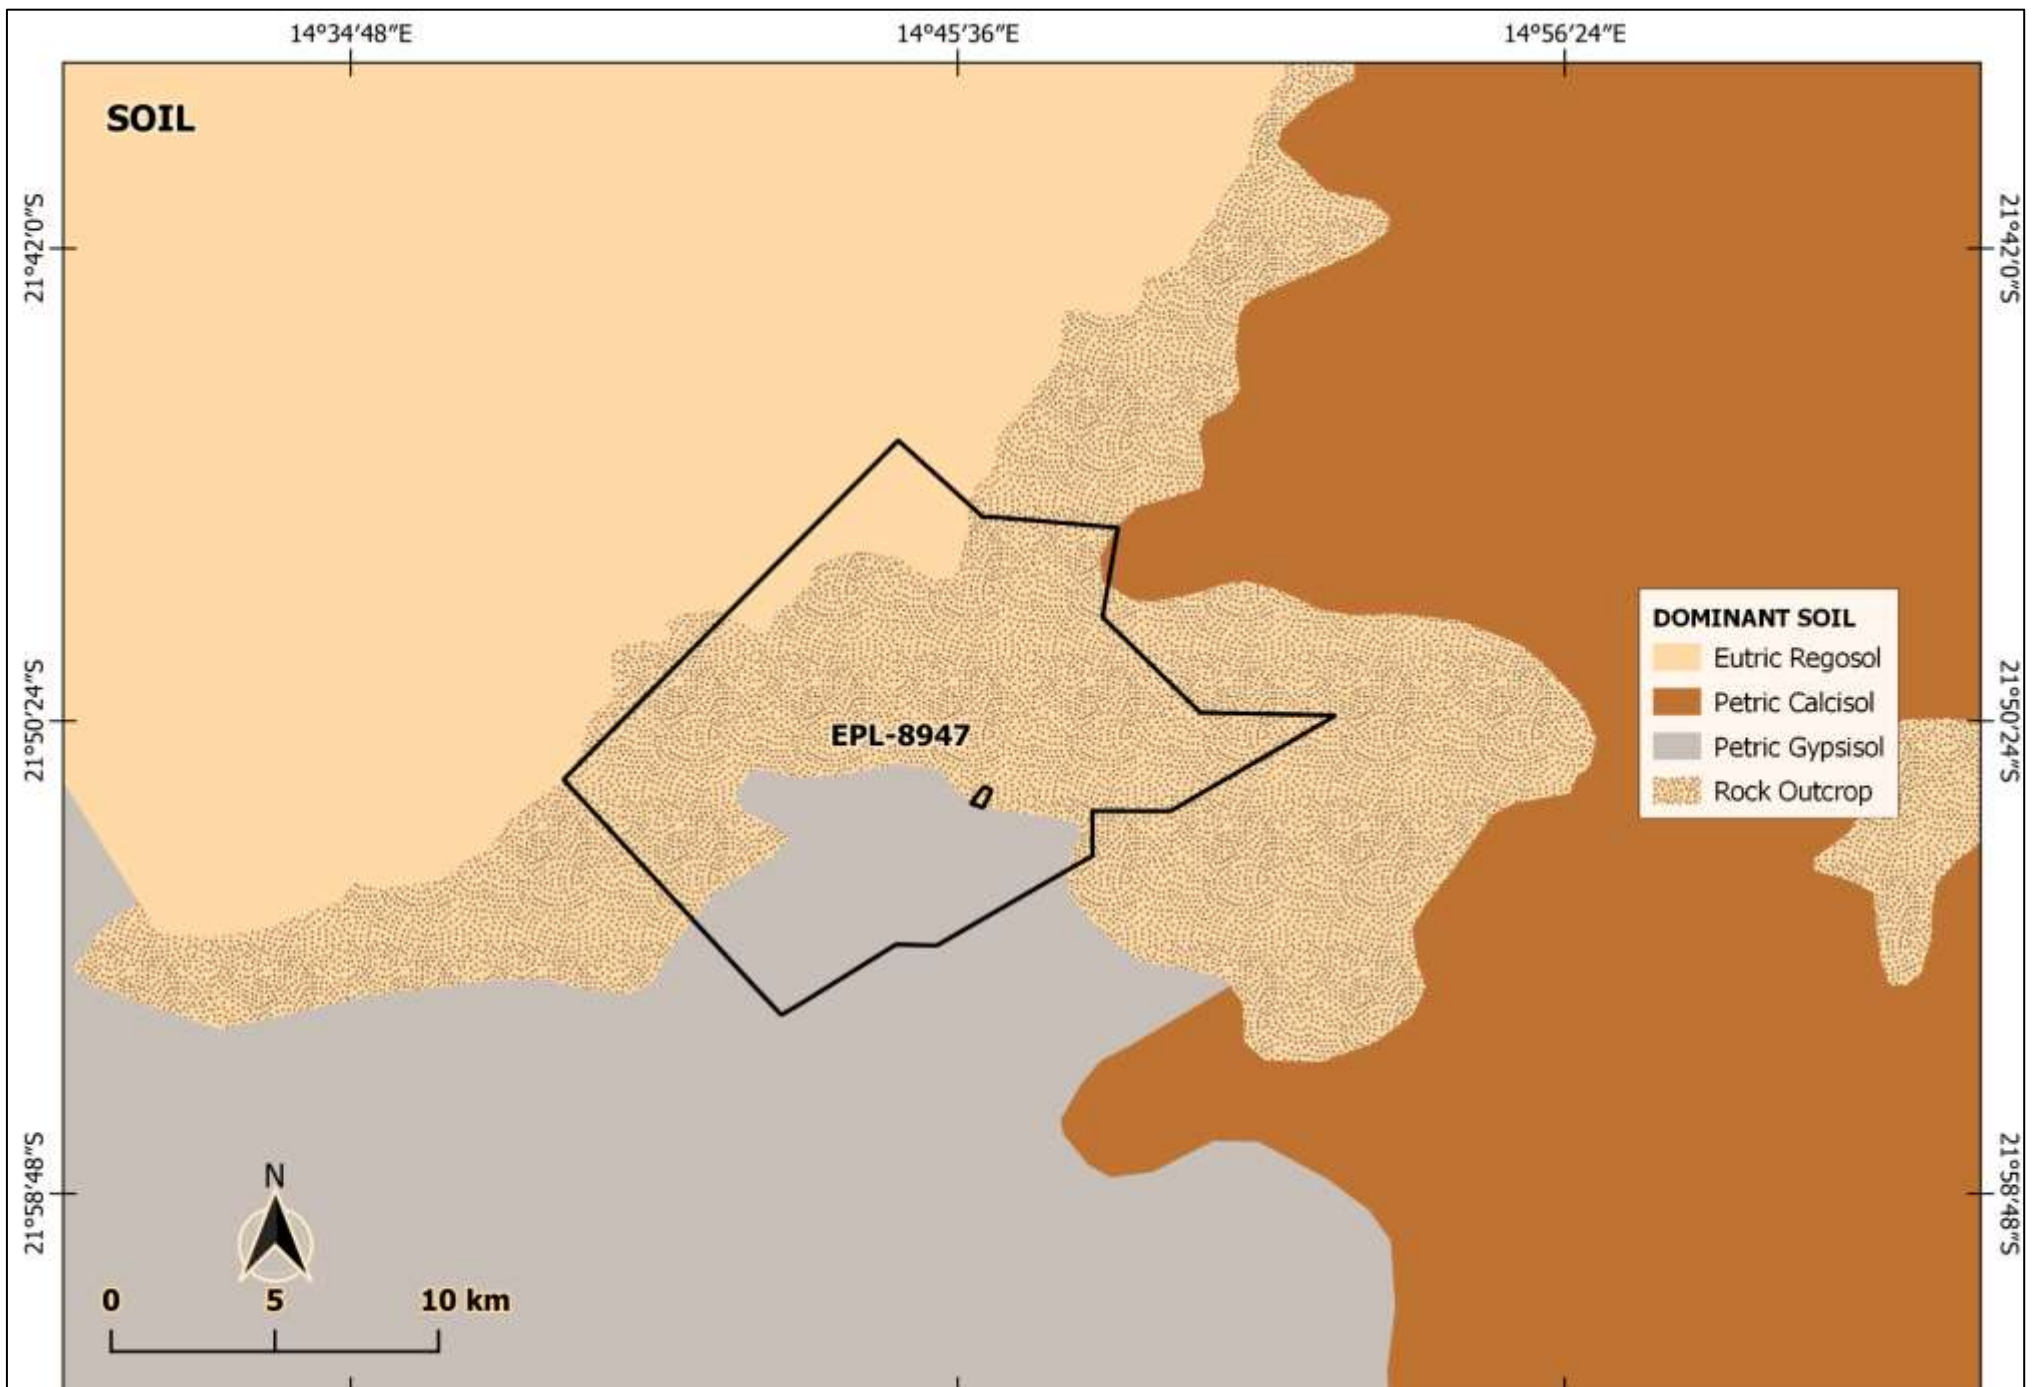 14°34′48″E
14°45′36″E
14°56′24″E
SOIL
21°42′0″S
21°42′0″S
DOMINANT SOIL
Eutric Regosol
Petric Calcisol
Petric Gypsisol
Rock Outcrop
21°50′24″S
EPL-8947
21°50′24″S
21°58′48″S
21°58′48″S
N
0 5 10 km